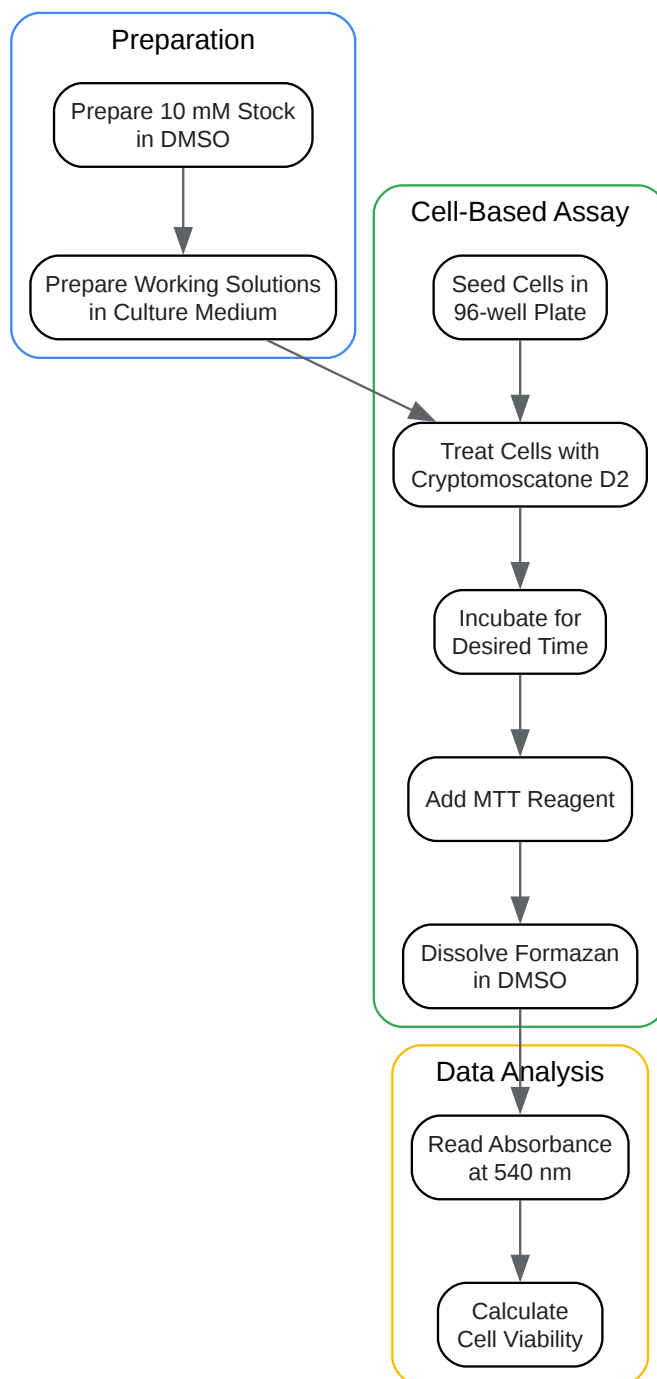 Preparation
Prepare 10 mM Stock
in DMSO
Prepare Working Solutions
in Culture Medium
Cell-Based Assay
Seed Cells in
96-well Plate
Treat Cells with
Cryptomoscatone D2
Incubate for
Desired Time
Add MTT Reagent
Dissolve Formazan
in DMSO
Data Analysis
Read Absorbance
at 540 nm
Calculate
Cell Viability